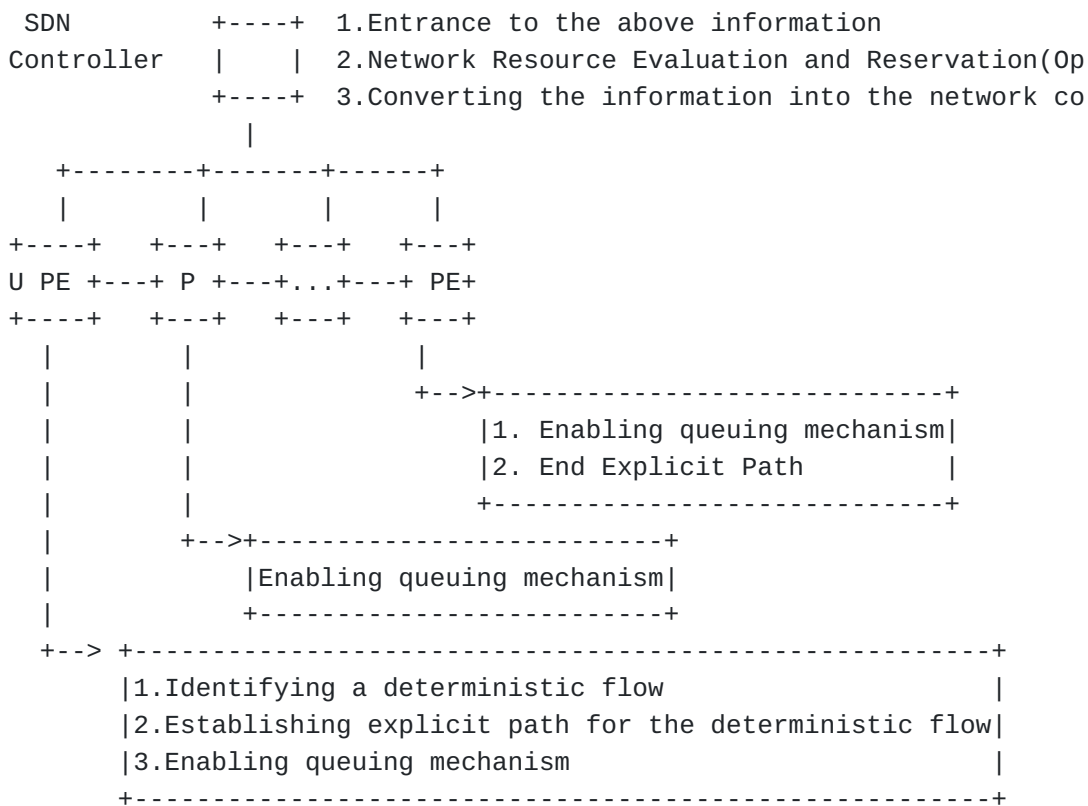 SDN +----+ 1.Entrance to the above information
Controller | | 2.Network Resource Evaluation and Reservation(Op
+----+ 3.Converting the information into the network co
|
+--------+-------+------+
| | | |
+----+ +---+ +---+ +---+
U PE +---+ P +---+...+---+ PE+
+----+ +---+ +---+ +---+
| | |
| | +-->+-----------------------------+
| | |1. Enabling queuing mechanism|
| | |2. End Explicit Path |
| | +-----------------------------+
| +-->+--------------------------+
| |Enabling queuing mechanism|
| +--------------------------+
+--> +-------------------------------------------------------+
|1.Identifying a deterministic flow |
|2.Establishing explicit path for the deterministic flow|
|3.Enabling queuing mechanism |
+-------------------------------------------------------+